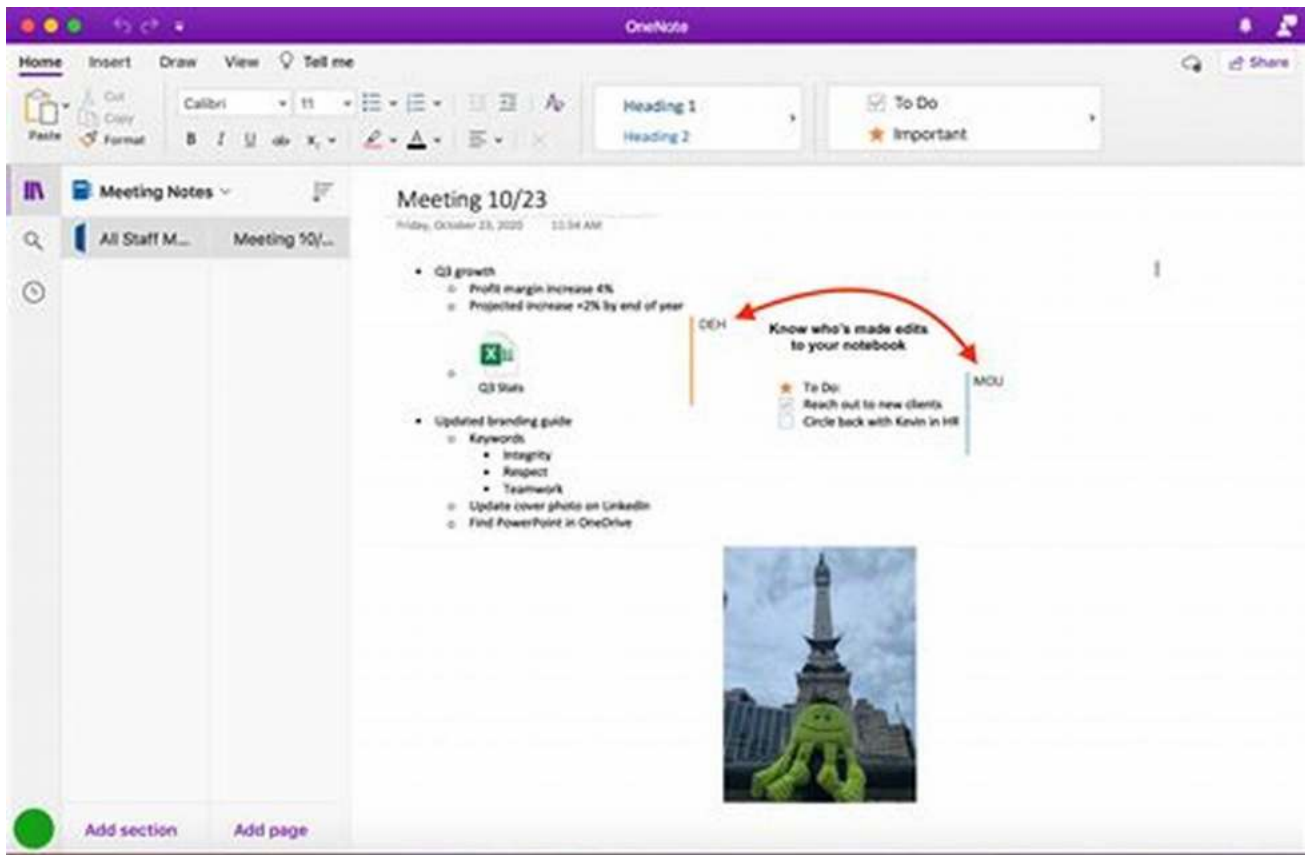 OneNote
Home Insert Draw View Tell me
Share
Paste
Cut
Copy
Format
Calibri 11
B I U ab x,
A
Heading 1
Heading 2
To Do
Important
Meeting Notes
All Staff M...
Meeting 10/...
Meeting 10/23
Friday, October 23, 2020 11:54 AM
Q3 growth
Profit margin increase 4%
Projected increase +2% by end of year
Q3 Stats
Updated branding guide
Keywords
Integrity
Respect
Teamwork
Update cover photo on LinkedIn
Find PowerPoint in OneDrive
DEH
Know who's made edits
to your notebook
To Do:
Reach out to new clients
Circle back with Kevin in HR
MOU
Add section
Add page